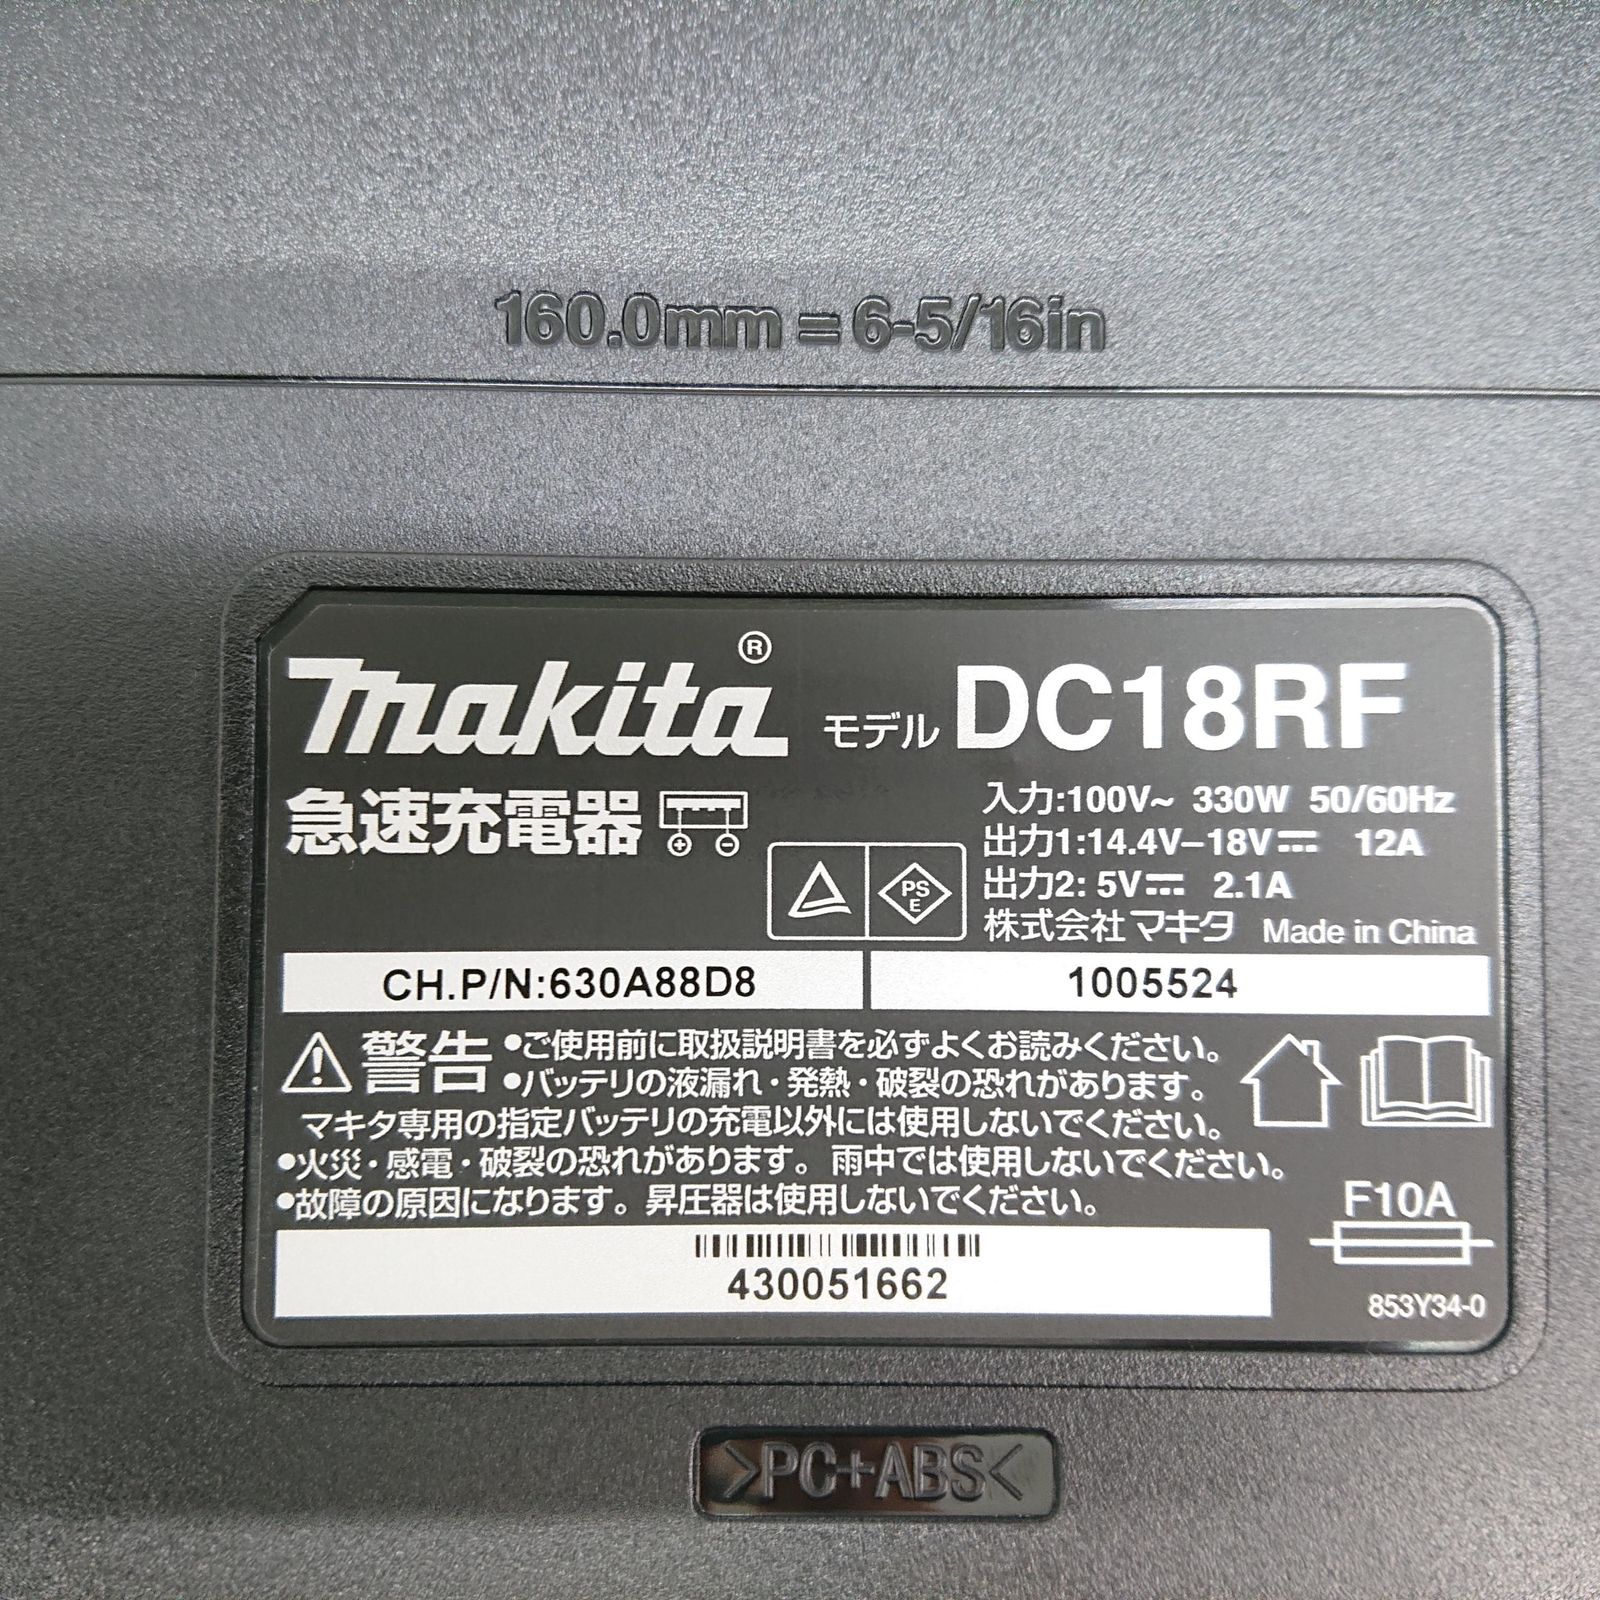 160.0mm=6-5/16in
makita® モデル DC18RF
急速充電器
入力:100V~ 330W 50/60Hz
出力1:14.4V–18V⎓ 12A
出力2: 5V⎓ 2.1A
PS
E
株式会社マキタ Made in China
CH.P/N:630A88D8 1005524
警告 •ご使用前に取扱説明書を必ずよくお読みください。
•バッテリの液漏れ・発熱・破裂の恐れがあります。
マキタ専用の指定バッテリの充電以外には使用しないでください。
•火災・感電・破裂の恐れがあります。雨中では使用しないでください。
•故障の原因になります。昇圧器は使用しないでください。
F10A
430051662
853Y34-0
>PC+ABS<